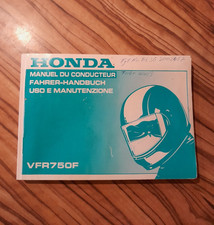 HONDA
MANUEL DU CONDUCTEUR
FAHRER-HANDBUCH
USO E MANUTENZIONE
VFR750F